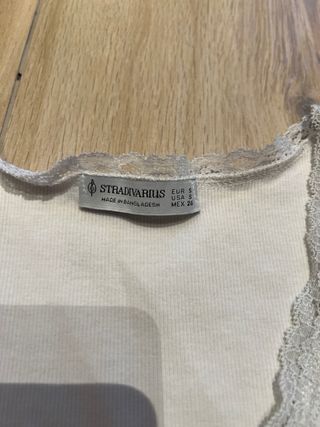 STRADIVARIUS
MADE IN BANGLADESH
EUR S
USA S
MEX 26